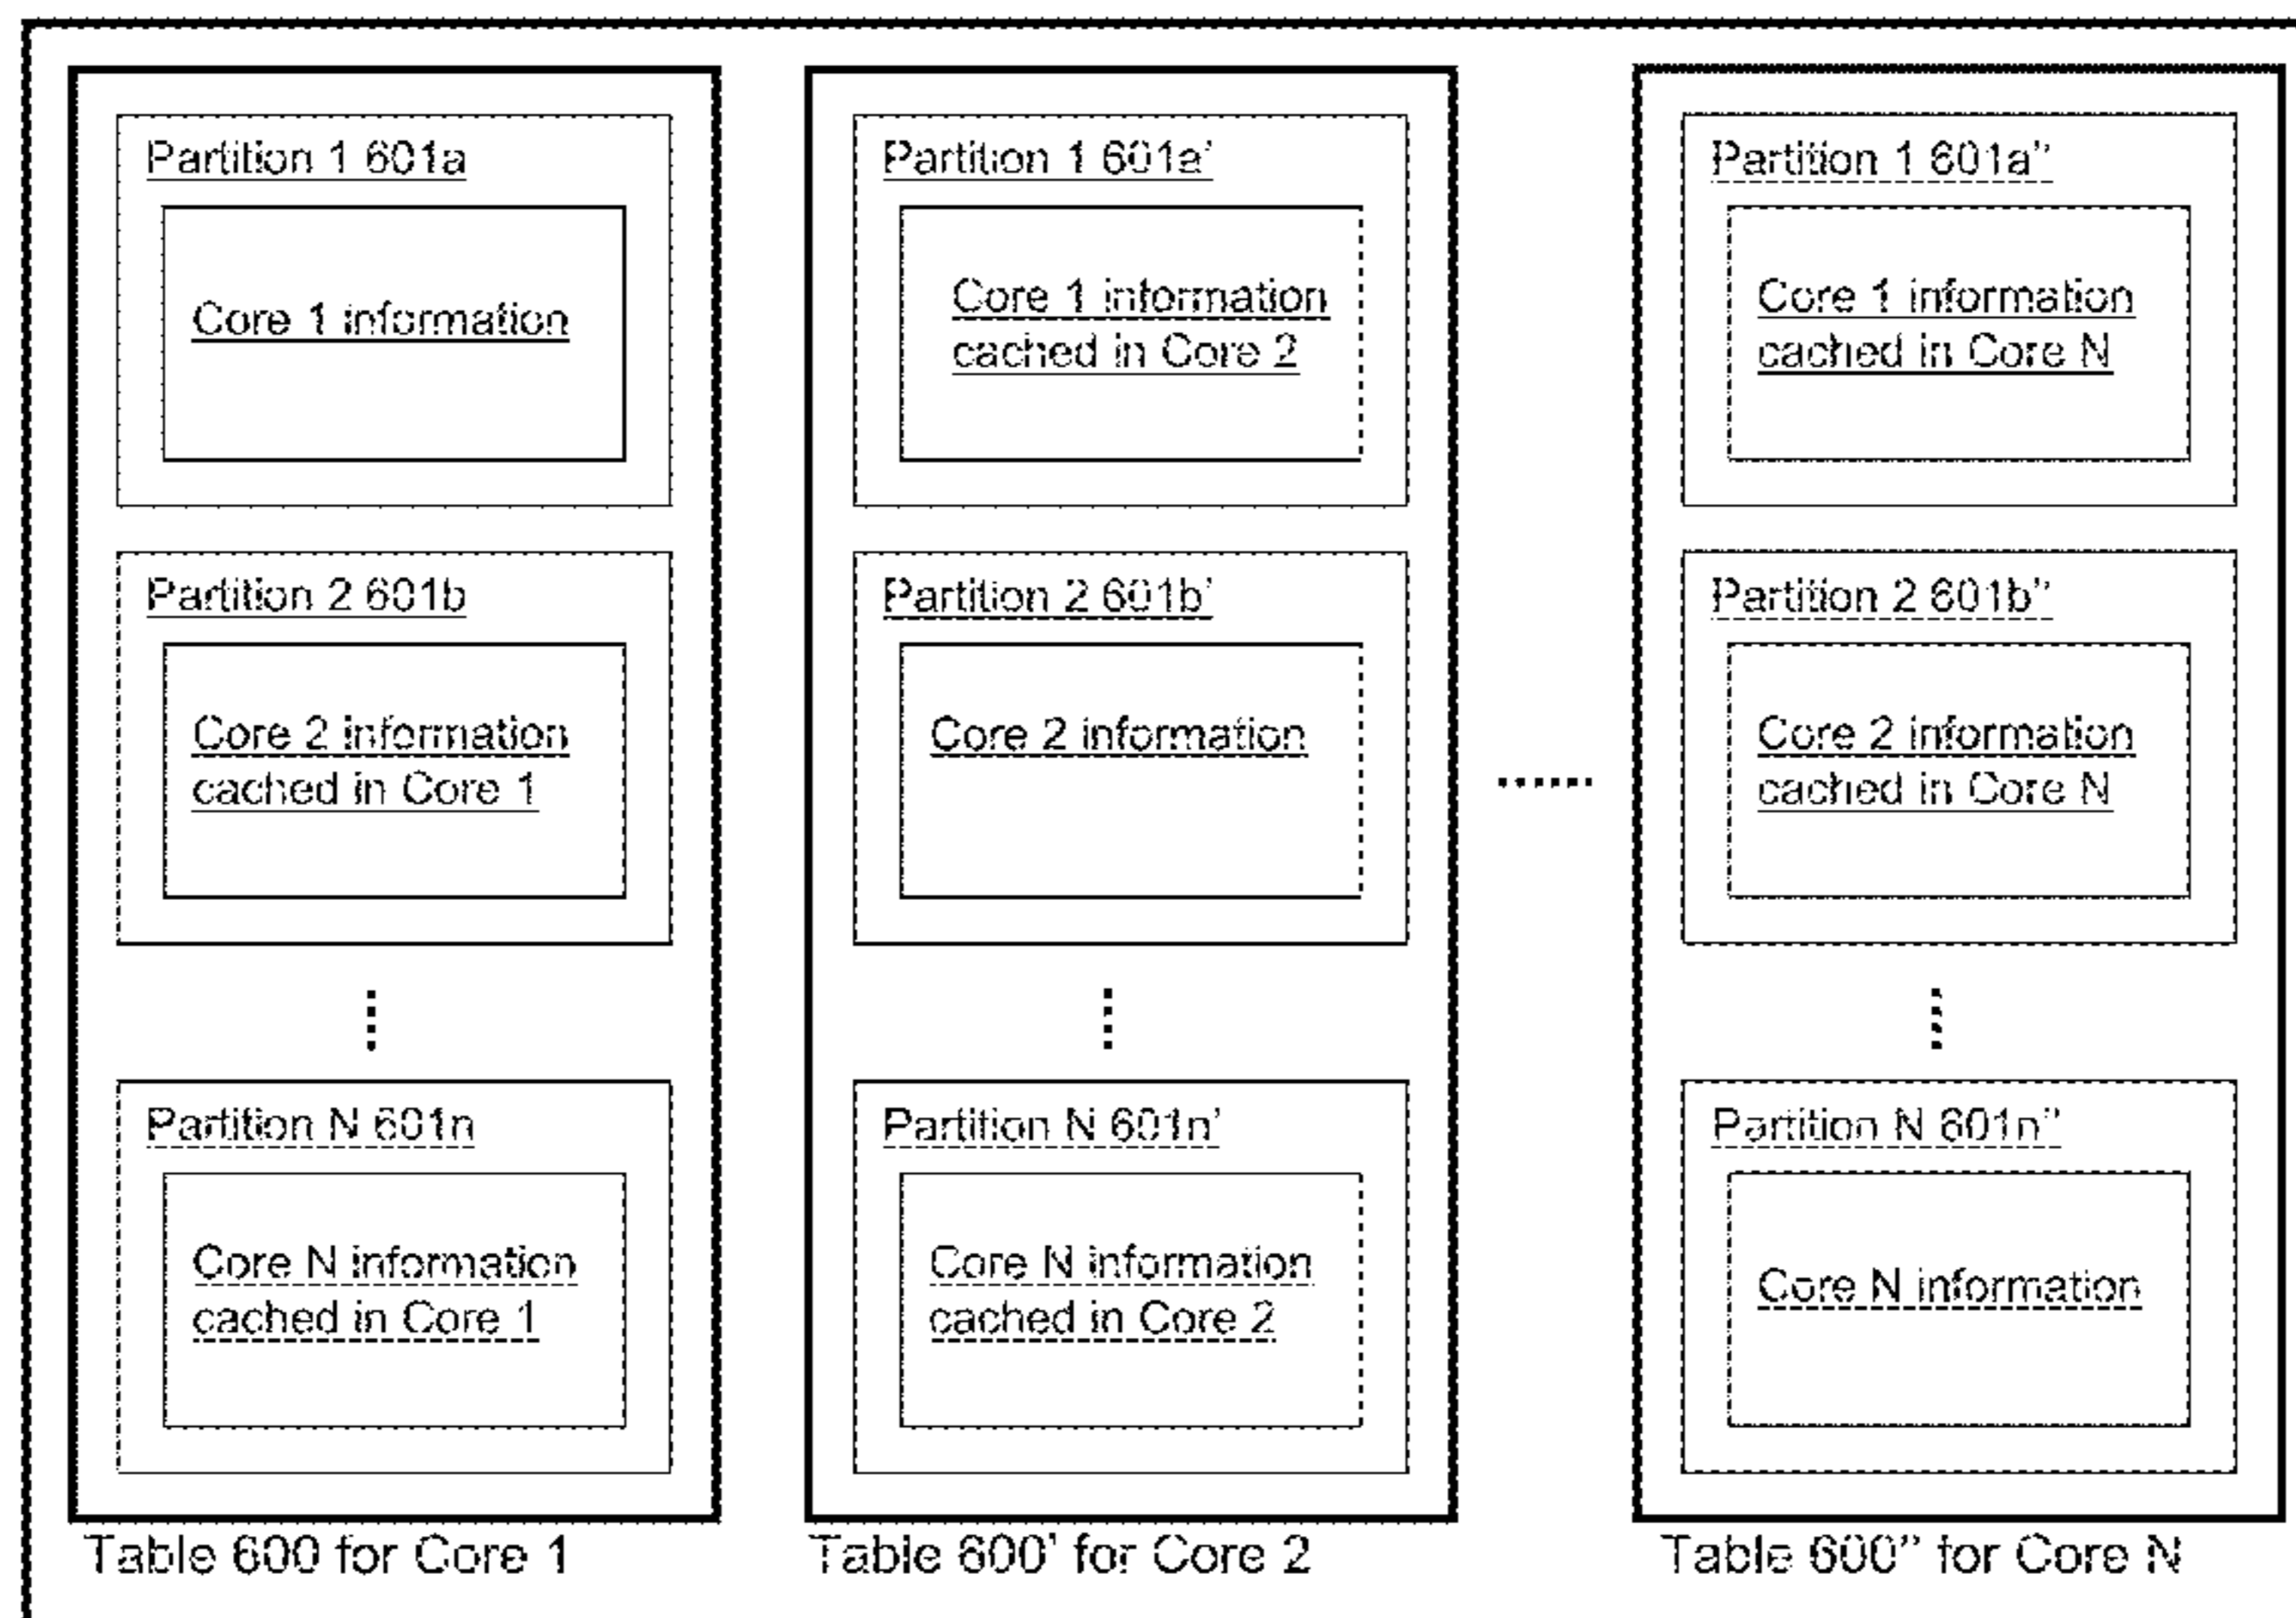 Partition 1 601a
Core 1 information
Partition 2 601b
Core 2 information
cached in Core 1
Partition N 601n
Core N information
cached in Core 1
Table 600 for Core 1
Partition 1 601a'
Core 1 information
cached in Core 2
Partition 2 601b'
Core 2 information
Partition N 601n'
Core N information
cached in Core 2
Table 600' for Core 2
Partition 1 601a''
Core 1 information
cached in Core N
Partition 2 601b''
Core 2 information
cached in Core N
Partition N 601n''
Core N information
Table 600'' for Core N